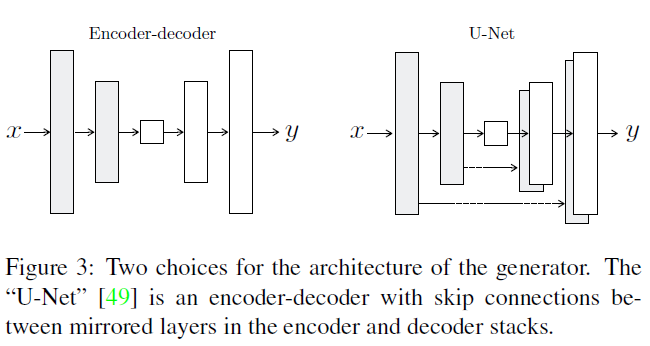 Encoder-decoder
U-Net
x
y
x
y
Figure 3: Two choices for the architecture of the generator. The
“U-Net” [49] is an encoder-decoder with skip connections be-
tween mirrored layers in the encoder and decoder stacks.